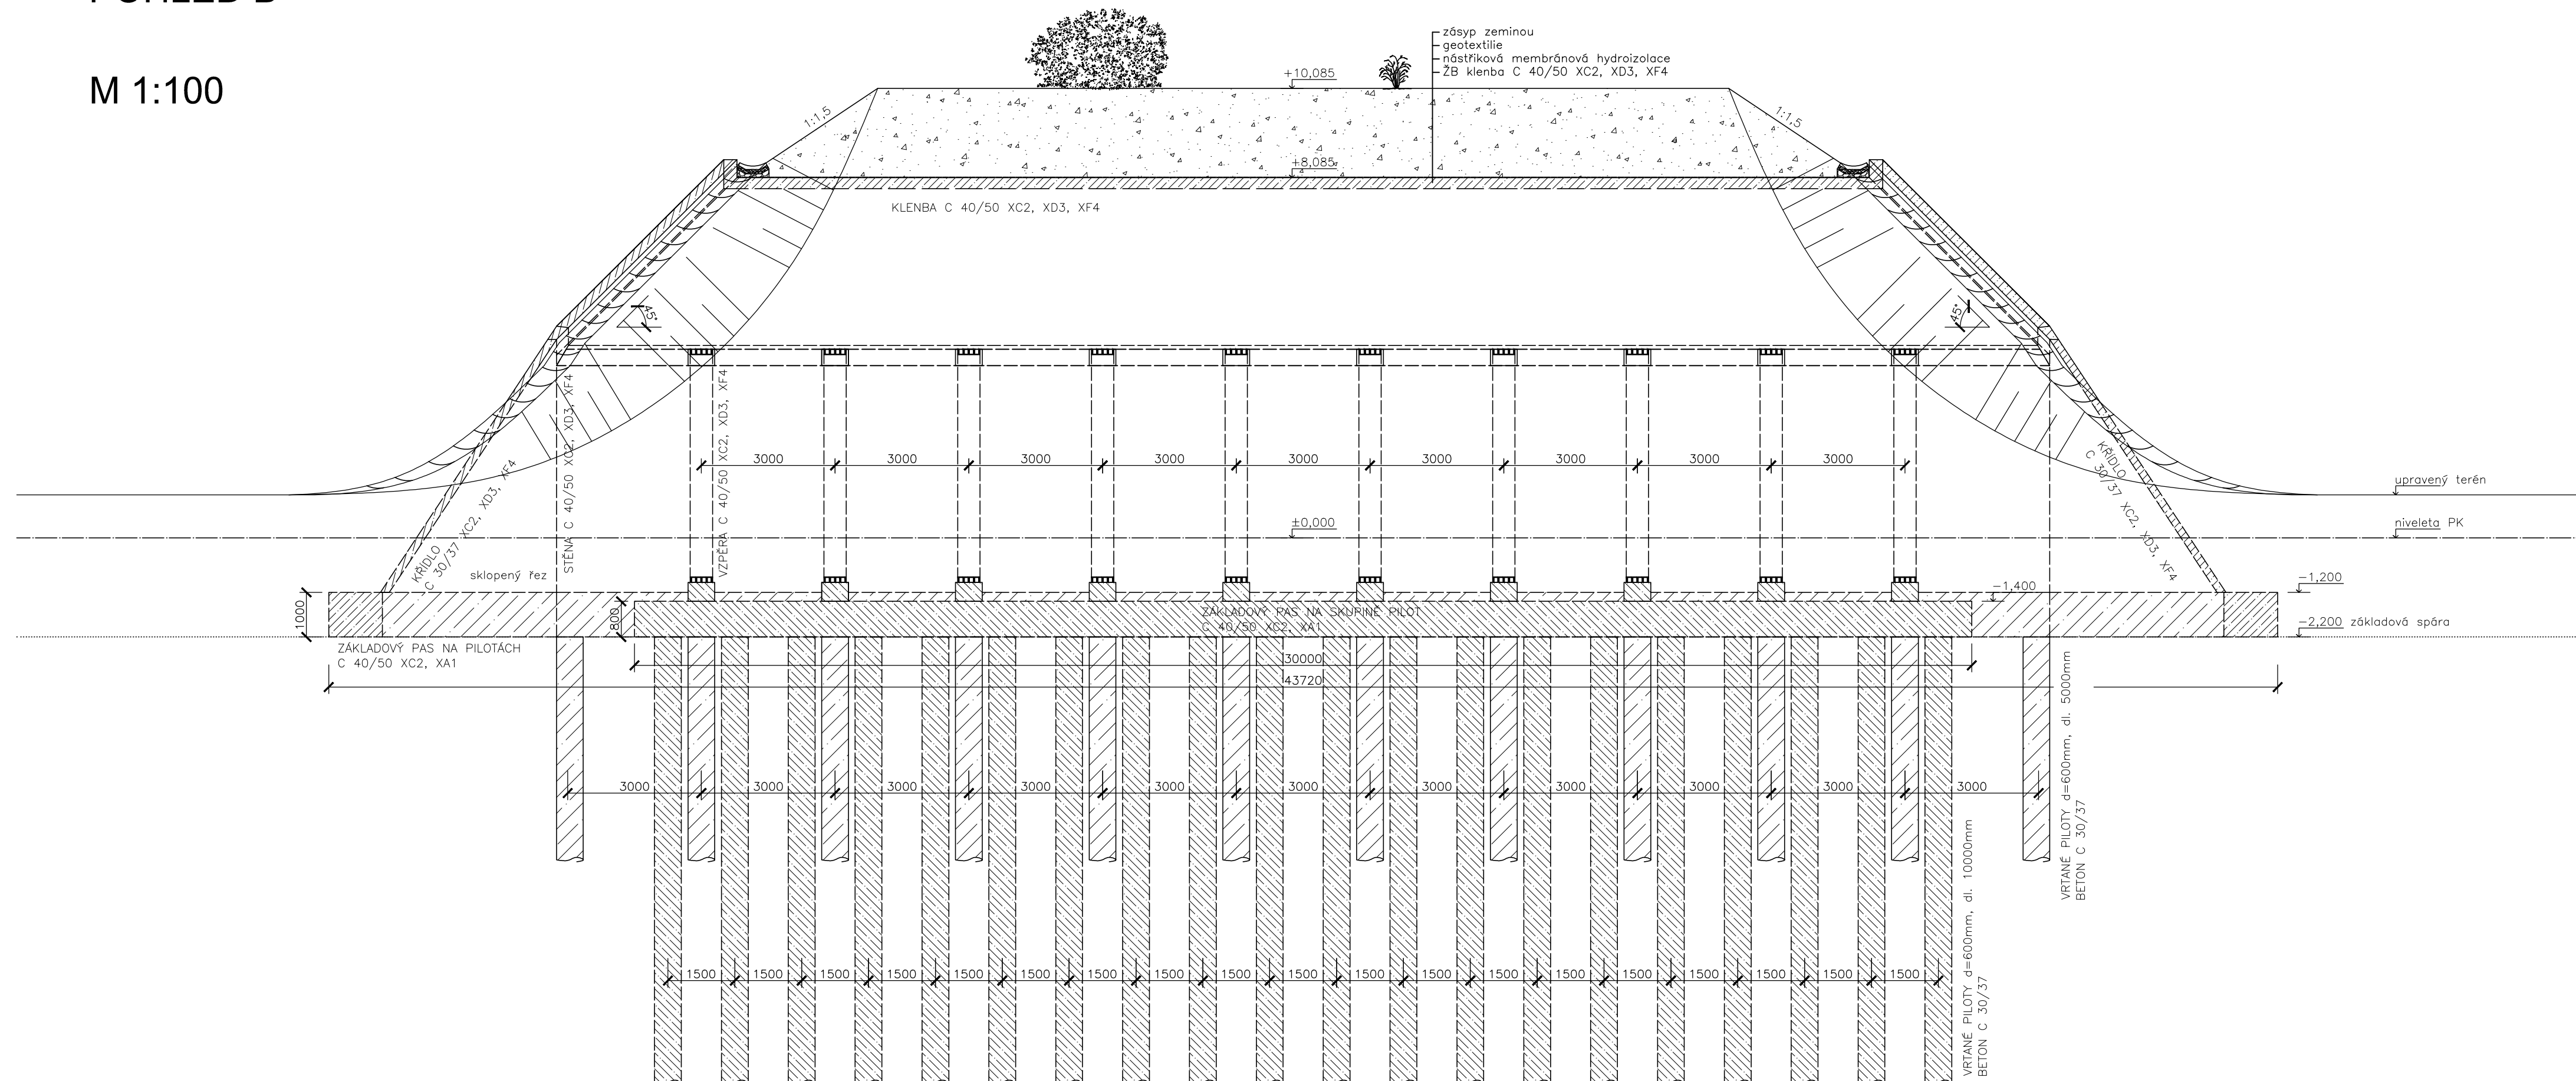 M 1:100
zásyp zeminou
geotextilie
nástřiková membránová hydroizolace
ŽB klenba C 40/50 XC2, XD3, XF4
+10,085
1:1,5
1:1,5
+8,085
KLENBA C 40/50 XC2, XD3, XF4
45°
45°
STĚNA C 40/50 XC2, XD3, XF4
VZPĚRA C 40/50 XC2, XD3, XF4
3000 3000 3000 3000 3000 3000 3000 3000 3000
KŘÍDLO
C 30/37 XC2, XD3, XF4
KŘÍDLO
C 30/37 XC2, XD3, XF4
upravený terén
±0,000
niveleta PK
sklopený řez
-1,200
-1,400
1000
800
ZÁKLADOVÝ PAS NA SKUPINĚ PILOT
C 40/50 XC2, XA1
-2,200 základová spára
ZÁKLADOVÝ PAS NA PILOTÁCH
C 40/50 XC2, XA1
30000
43720
3000 3000 3000 3000 3000 3000 3000 3000 3000 3000 3000
VRTANÉ PILOTY d=600mm, dl. 5000mm
BETON C 30/37
VRTANÉ PILOTY d=600mm, dl. 10000mm
BETON C 30/37
1500 1500 1500 1500 1500 1500 1500 1500 1500 1500 1500 1500 1500 1500 1500 1500 1500 1500 1500